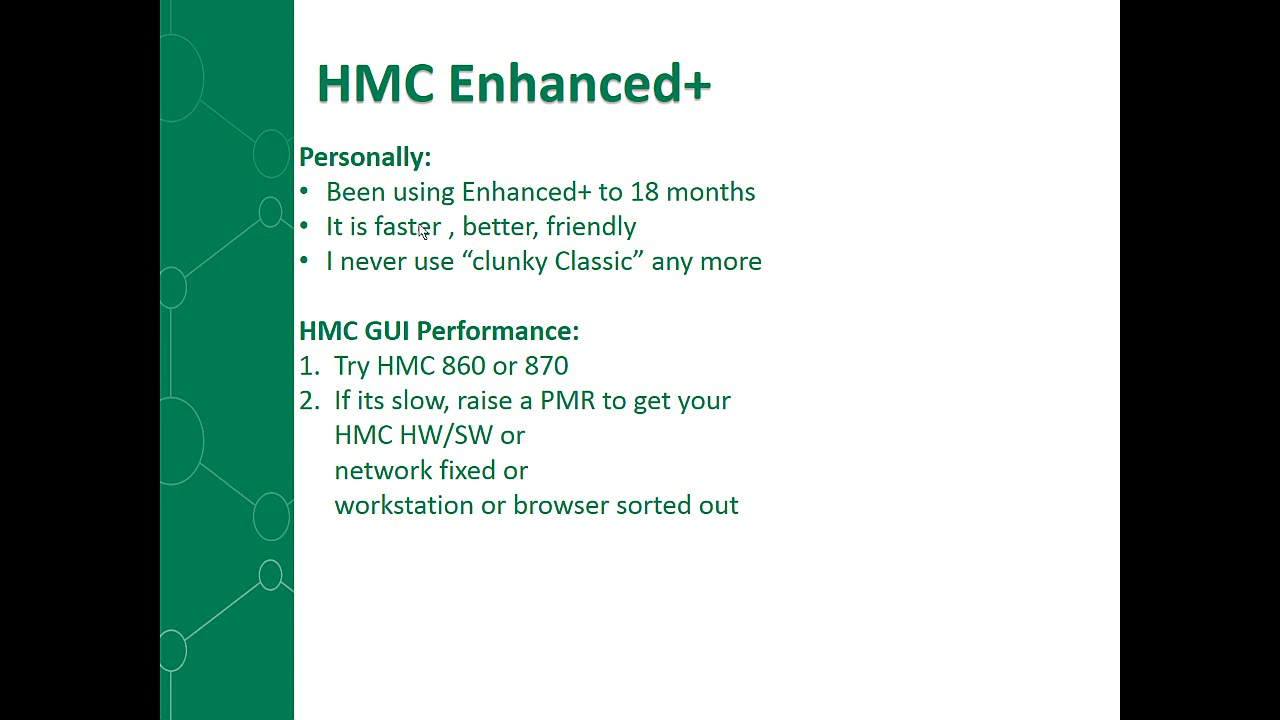 HMC Enhanced+
Personally:
• Been using Enhanced+ to 18 months
• It is faster , better, friendly
• I never use “clunky Classic” any more
HMC GUI Performance:
1. Try HMC 860 or 870
2. If its slow, raise a PMR to get your
HMC HW/SW or
network fixed or
workstation or browser sorted out